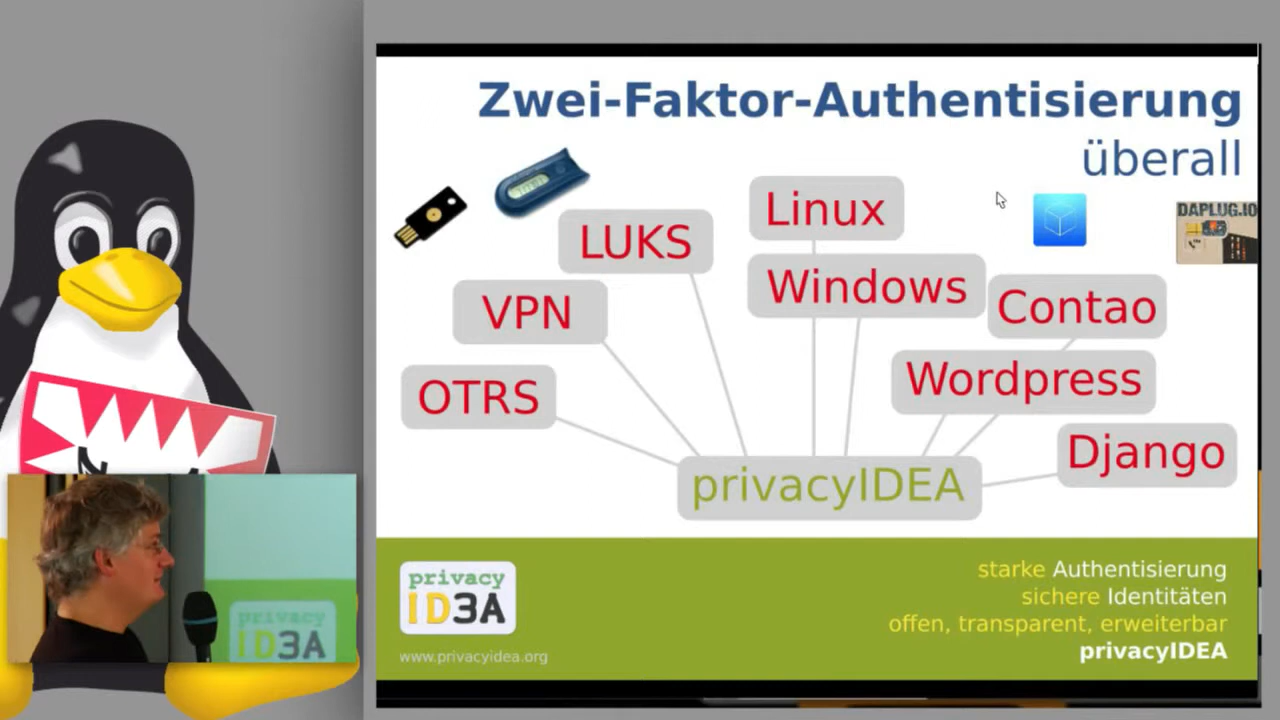 Zwei-Faktor-Authentisierung
überall
DAPLUG.IO
Linux
LUKS
Windows
VPN
Contao
Wordpress
OTRS
Django
privacyIDEA
privacy
ID3A
www.privacyidea.org
starke Authentisierung
sichere Identitäten
offen, transparent, erweiterbar
privacyIDEA
privacy
ID3A